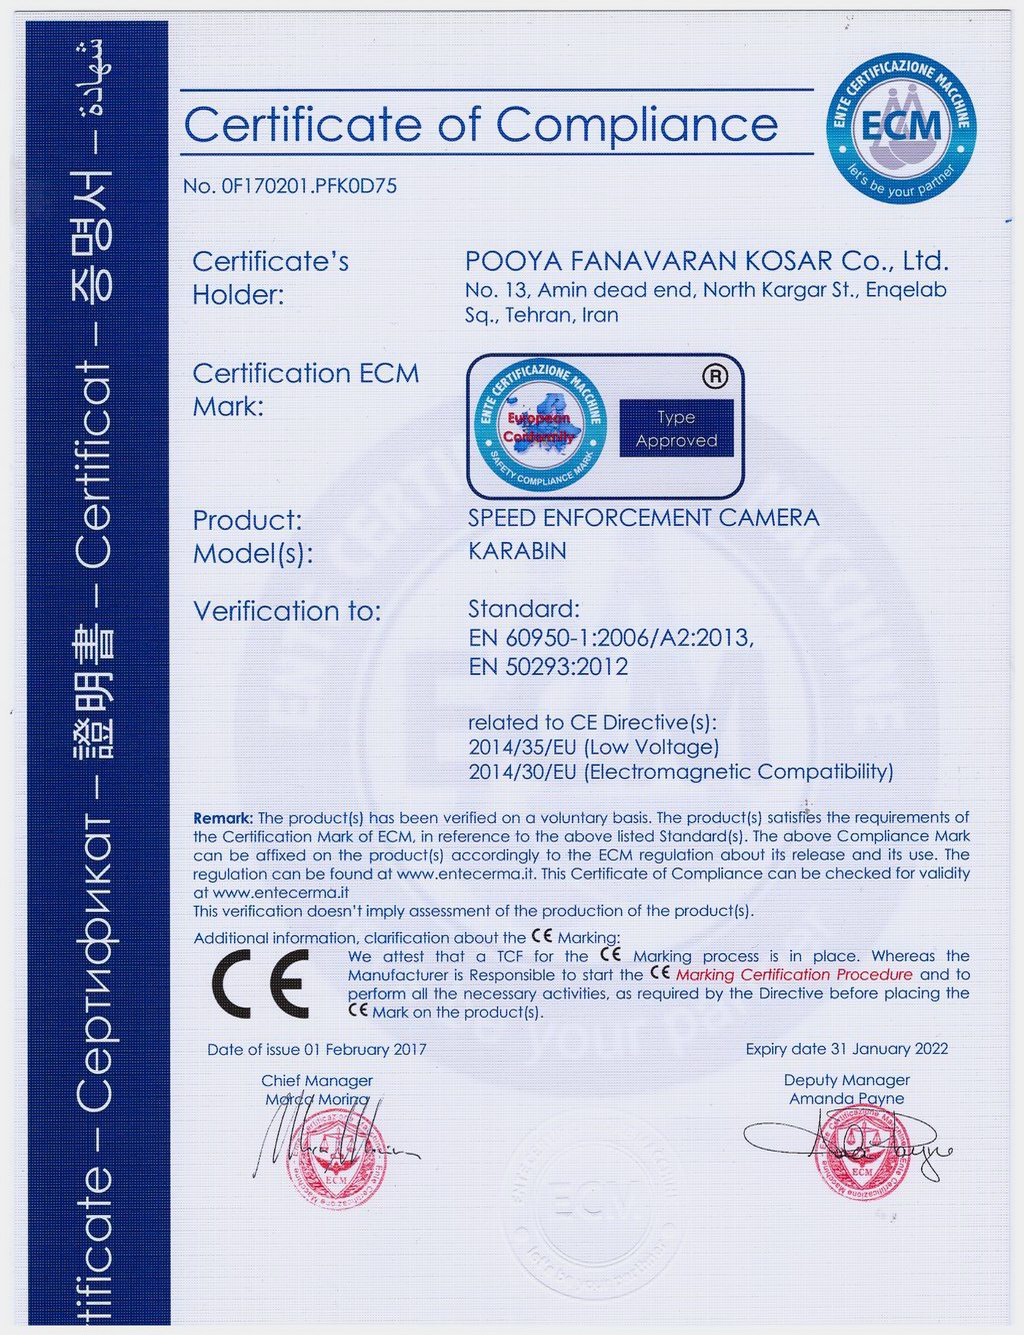 Certificate of Compliance
No. 0F170201.PFK0D75
ENTE CERTIFICAZIONE MACCHINE
ECM
let's be your partner
Certificate's
Holder:
POOYA FANAVARAN KOSAR Co., Ltd.
No. 13, Amin dead end, North Kargar St., Enqelab
Sq., Tehran, Iran
Certification ECM
Mark:
ENTE CERTIFICAZIONE MACCHINE
European
Conformity
SAFETY COMPLIANCE MARK
®
Type
Approved
Product:
SPEED ENFORCEMENT CAMERA
Model(s):
KARABIN
Verification to:
Standard:
EN 60950-1:2006/A2:2013,
EN 50293:2012
related to CE Directive(s):
2014/35/EU (Low Voltage)
2014/30/EU (Electromagnetic Compatibility)
Remark: The product(s) has been verified on a voluntary basis. The product(s) satisfies the requirements of
the Certification Mark of ECM, in reference to the above listed Standard(s). The above Compliance Mark
can be affixed on the product(s) accordingly to the ECM regulation about its release and its use. The
regulation can be found at www.entecerma.it. This Certificate of Compliance can be checked for validity
at www.entecerma.it
This verification doesn't imply assessment of the production of the product(s).
Additional information, clarification about the CE Marking:
CE
We attest that a TCF for the CE Marking process is in place. Whereas the
Manufacturer is Responsible to start the CE Marking Certification Procedure and to
perform all the necessary activities, as required by the Directive before placing the
CE Mark on the product(s).
Date of issue 01 February 2017
Expiry date 31 January 2022
Chief Manager
Marco Morina
Deputy Manager
Amanda Payne
ECM
ECM
ECM
tificate – Сертификат – 證明書 – Certificat – 증명서 – شهادة